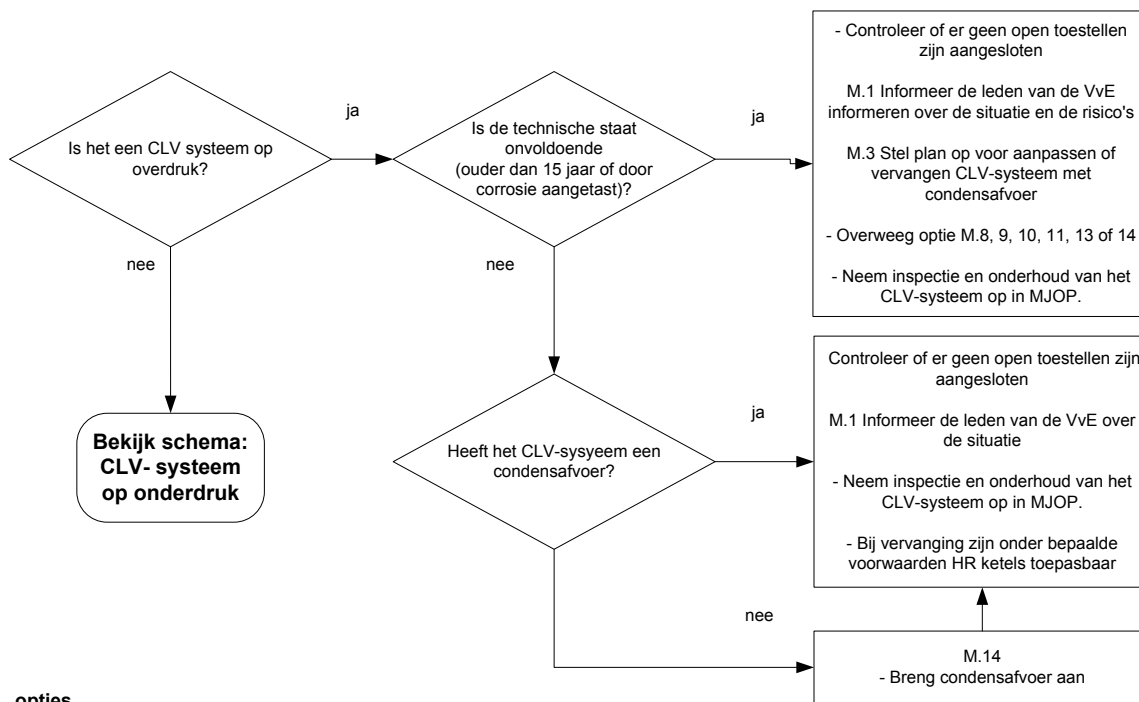 Is het een CLV systeem op
overdruk?
ja
nee
Bekijk schema:
CLV- systeem
op onderdruk
Is de technische staat
onvoldoende
(ouder dan 15 jaar of door
corrosie aangetast)?
ja
nee
- Controleer of er geen open toestellen
zijn aangesloten
M.1 Informeer de leden van de VvE
informeren over de situatie en de risico's
M.3 Stel plan op voor aanpassen of
vervangen CLV-systeem met
condensafvoer
- Overweeg optie M.8, 9, 10, 11, 13 of 14
- Neem inspectie en onderhoud van het
CLV-systeem op in MJOP.
Heeft het CLV-sysyeem een
condensafvoer?
ja
nee
Controleer of er geen open toestellen zijn
aangesloten
M.1 Informeer de leden van de VvE over
de situatie
- Neem inspectie en onderhoud van het
CLV-systeem op in MJOP.
- Bij vervanging zijn onder bepaalde
voorwaarden HR ketels toepasbaar
M.14
- Breng condensafvoer aan
opties